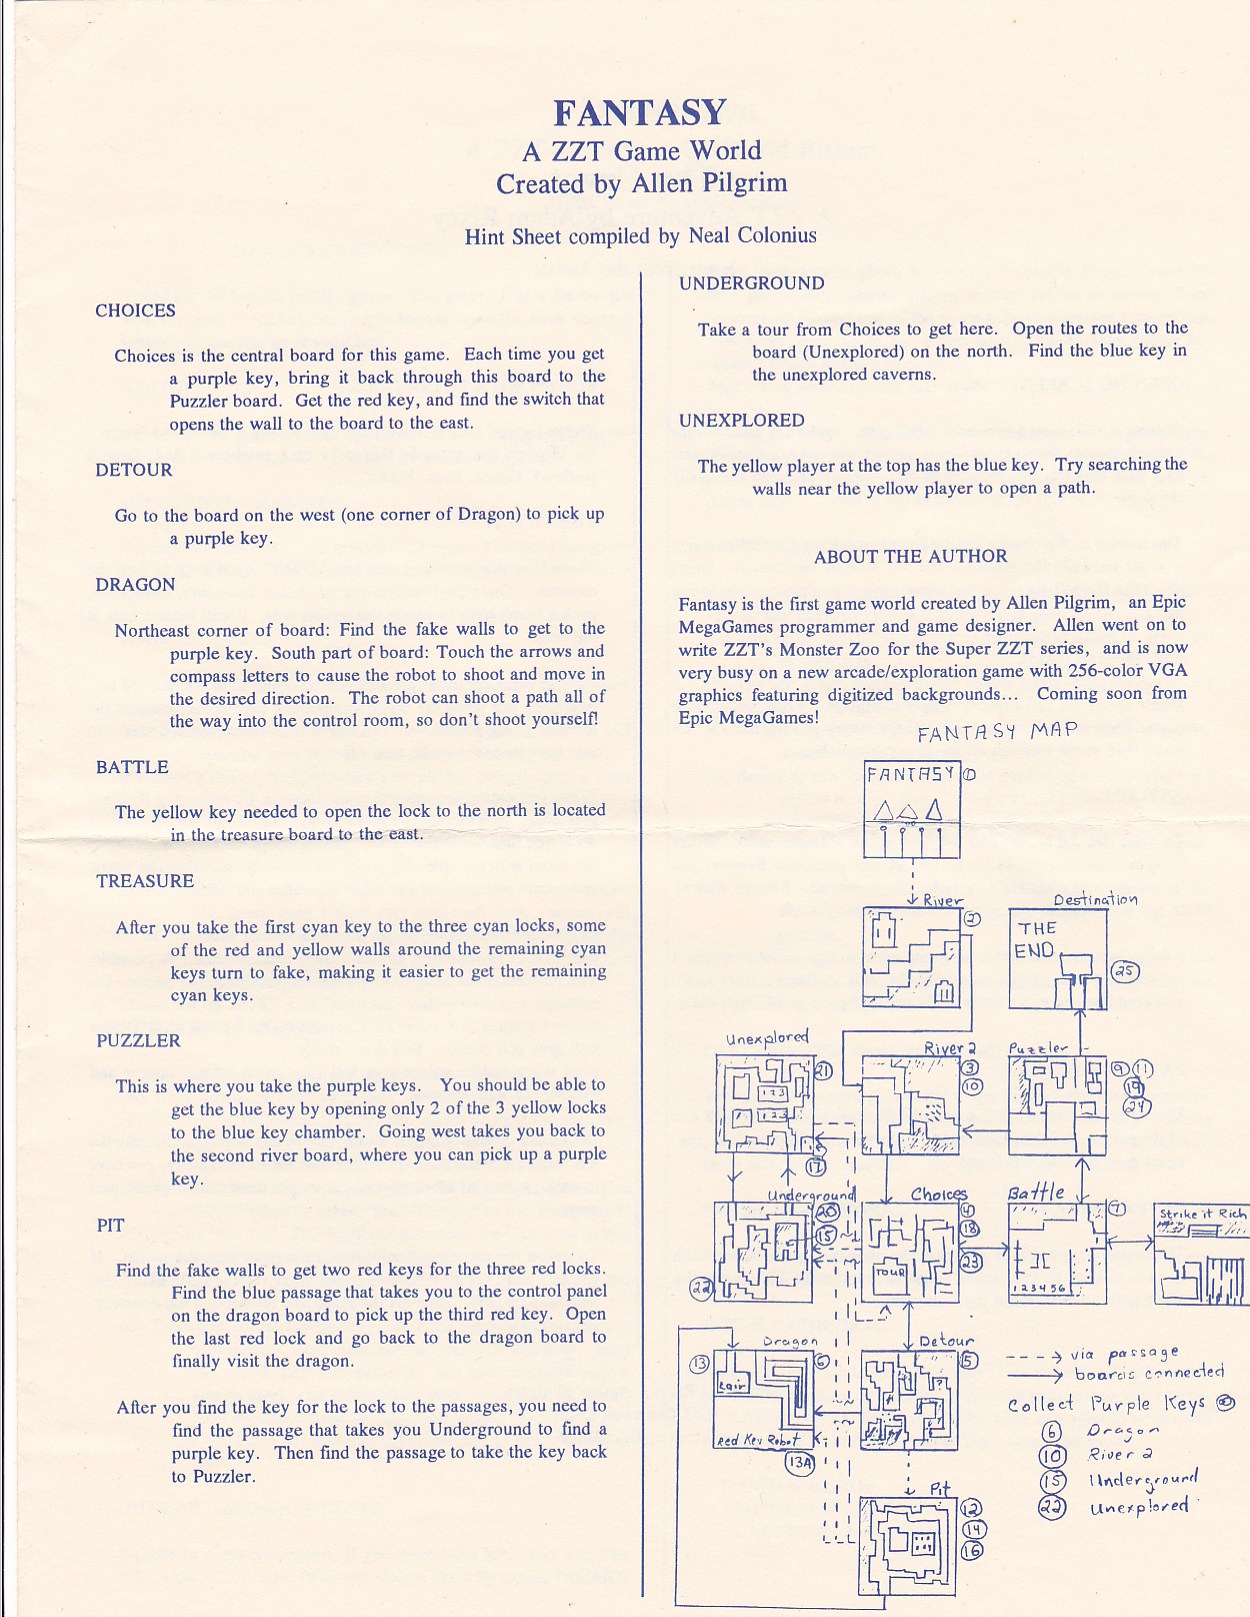 FANTASY
A ZZT Game World
Created by Allen Pilgrim
Hint Sheet compiled by Neal Colonius
CHOICES
Choices is the central board for this game. Each time you get
a purple key, bring it back through this board to the
Puzzler board. Get the red key, and find the switch that
opens the wall to the board to the east.
DETOUR
Go to the board on the west (one corner of Dragon) to pick up
a purple key.
DRAGON
Northeast corner of board: Find the fake walls to get to the
purple key. South part of board: Touch the arrows and
compass letters to cause the robot to shoot and move in
the desired direction. The robot can shoot a path all of
the way into the control room, so don't shoot yourself!
BATTLE
The yellow key needed to open the lock to the north is located
in the treasure board to the east.
TREASURE
After you take the first cyan key to the three cyan locks, some
of the red and yellow walls around the remaining cyan
keys turn to fake, making it easier to get the remaining
cyan keys.
PUZZLER
This is where you take the purple keys. You should be able to
get the blue key by opening only 2 of the 3 yellow locks
to the blue key chamber. Going west takes you back to
the second river board, where you can pick up a purple
key.
PIT
Find the fake walls to get two red keys for the three red locks.
Find the blue passage that takes you to the control panel
on the dragon board to pick up the third red key. Open
the last red lock and go back to the dragon board to
finally visit the dragon.
After you find the key for the lock to the passages, you need to
find the passage that takes you Underground to find a
purple key. Then find the passage to take the key back
to Puzzler.
UNDERGROUND
Take a tour from Choices to get here. Open the routes to the
board (Unexplored) on the north. Find the blue key in
the unexplored caverns.
UNEXPLORED
The yellow player at the top has the blue key. Try searching the
walls near the yellow player to open a path.
ABOUT THE AUTHOR
Fantasy is the first game world created by Allen Pilgrim, an Epic
MegaGames programmer and game designer. Allen went on to
write ZZT's Monster Zoo for the Super ZZT series, and is now
very busy on a new arcade/exploration game with 256-color VGA
graphics featuring digitized backgrounds... Coming soon from
Epic MegaGames!
FANTASY MAP
FANTASY 1
River 2
Destination
THE
END
25
Unexplored
21
17
River 2
3
10
Puzzler
9 11
19
24
Underground
20
15
22
Choices
4
18
23
TOUR
Battle
7
1 2 3 4 5 6
Strike it Rich
Dragon
13
6
Lair
Red Key Robot
13A
Detour
5
Pit
12
14
16
via passage
boards connected
Collect Purple Keys @
6 Dragon
10 River 2
15 Underground
22 Unexplored